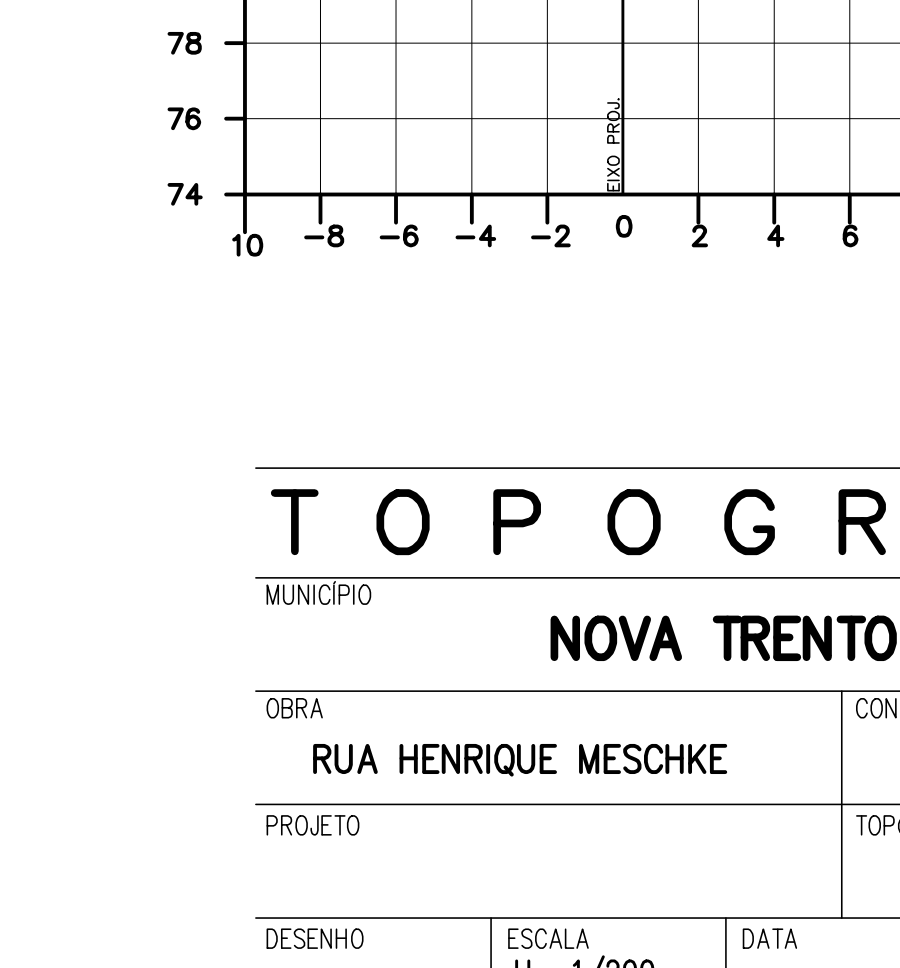 78
76
EIXO PROJ.
74
10 -8 -6 -4 -2 0 2 4 6
T O P O G R
MUNICÍPIO
NOVA TRENTO
OBRA CON
RUA HENRIQUE MESCHKE
PROJETO TOP
DESENHO ESCALA DATA